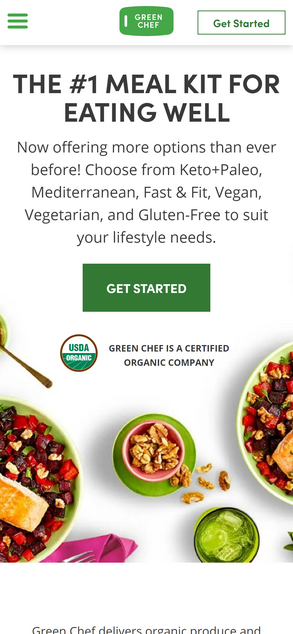 GREEN
CHEF
Get Started
THE #1 MEAL KIT FOR
EATING WELL
Now offering more options than ever
before! Choose from Keto+Paleo,
Mediterranean, Fast & Fit, Vegan,
Vegetarian, and Gluten-Free to suit
your lifestyle needs.
GET STARTED
USDA
ORGANIC
GREEN CHEF IS A CERTIFIED
ORGANIC COMPANY
Green Chef delivers organic produce and